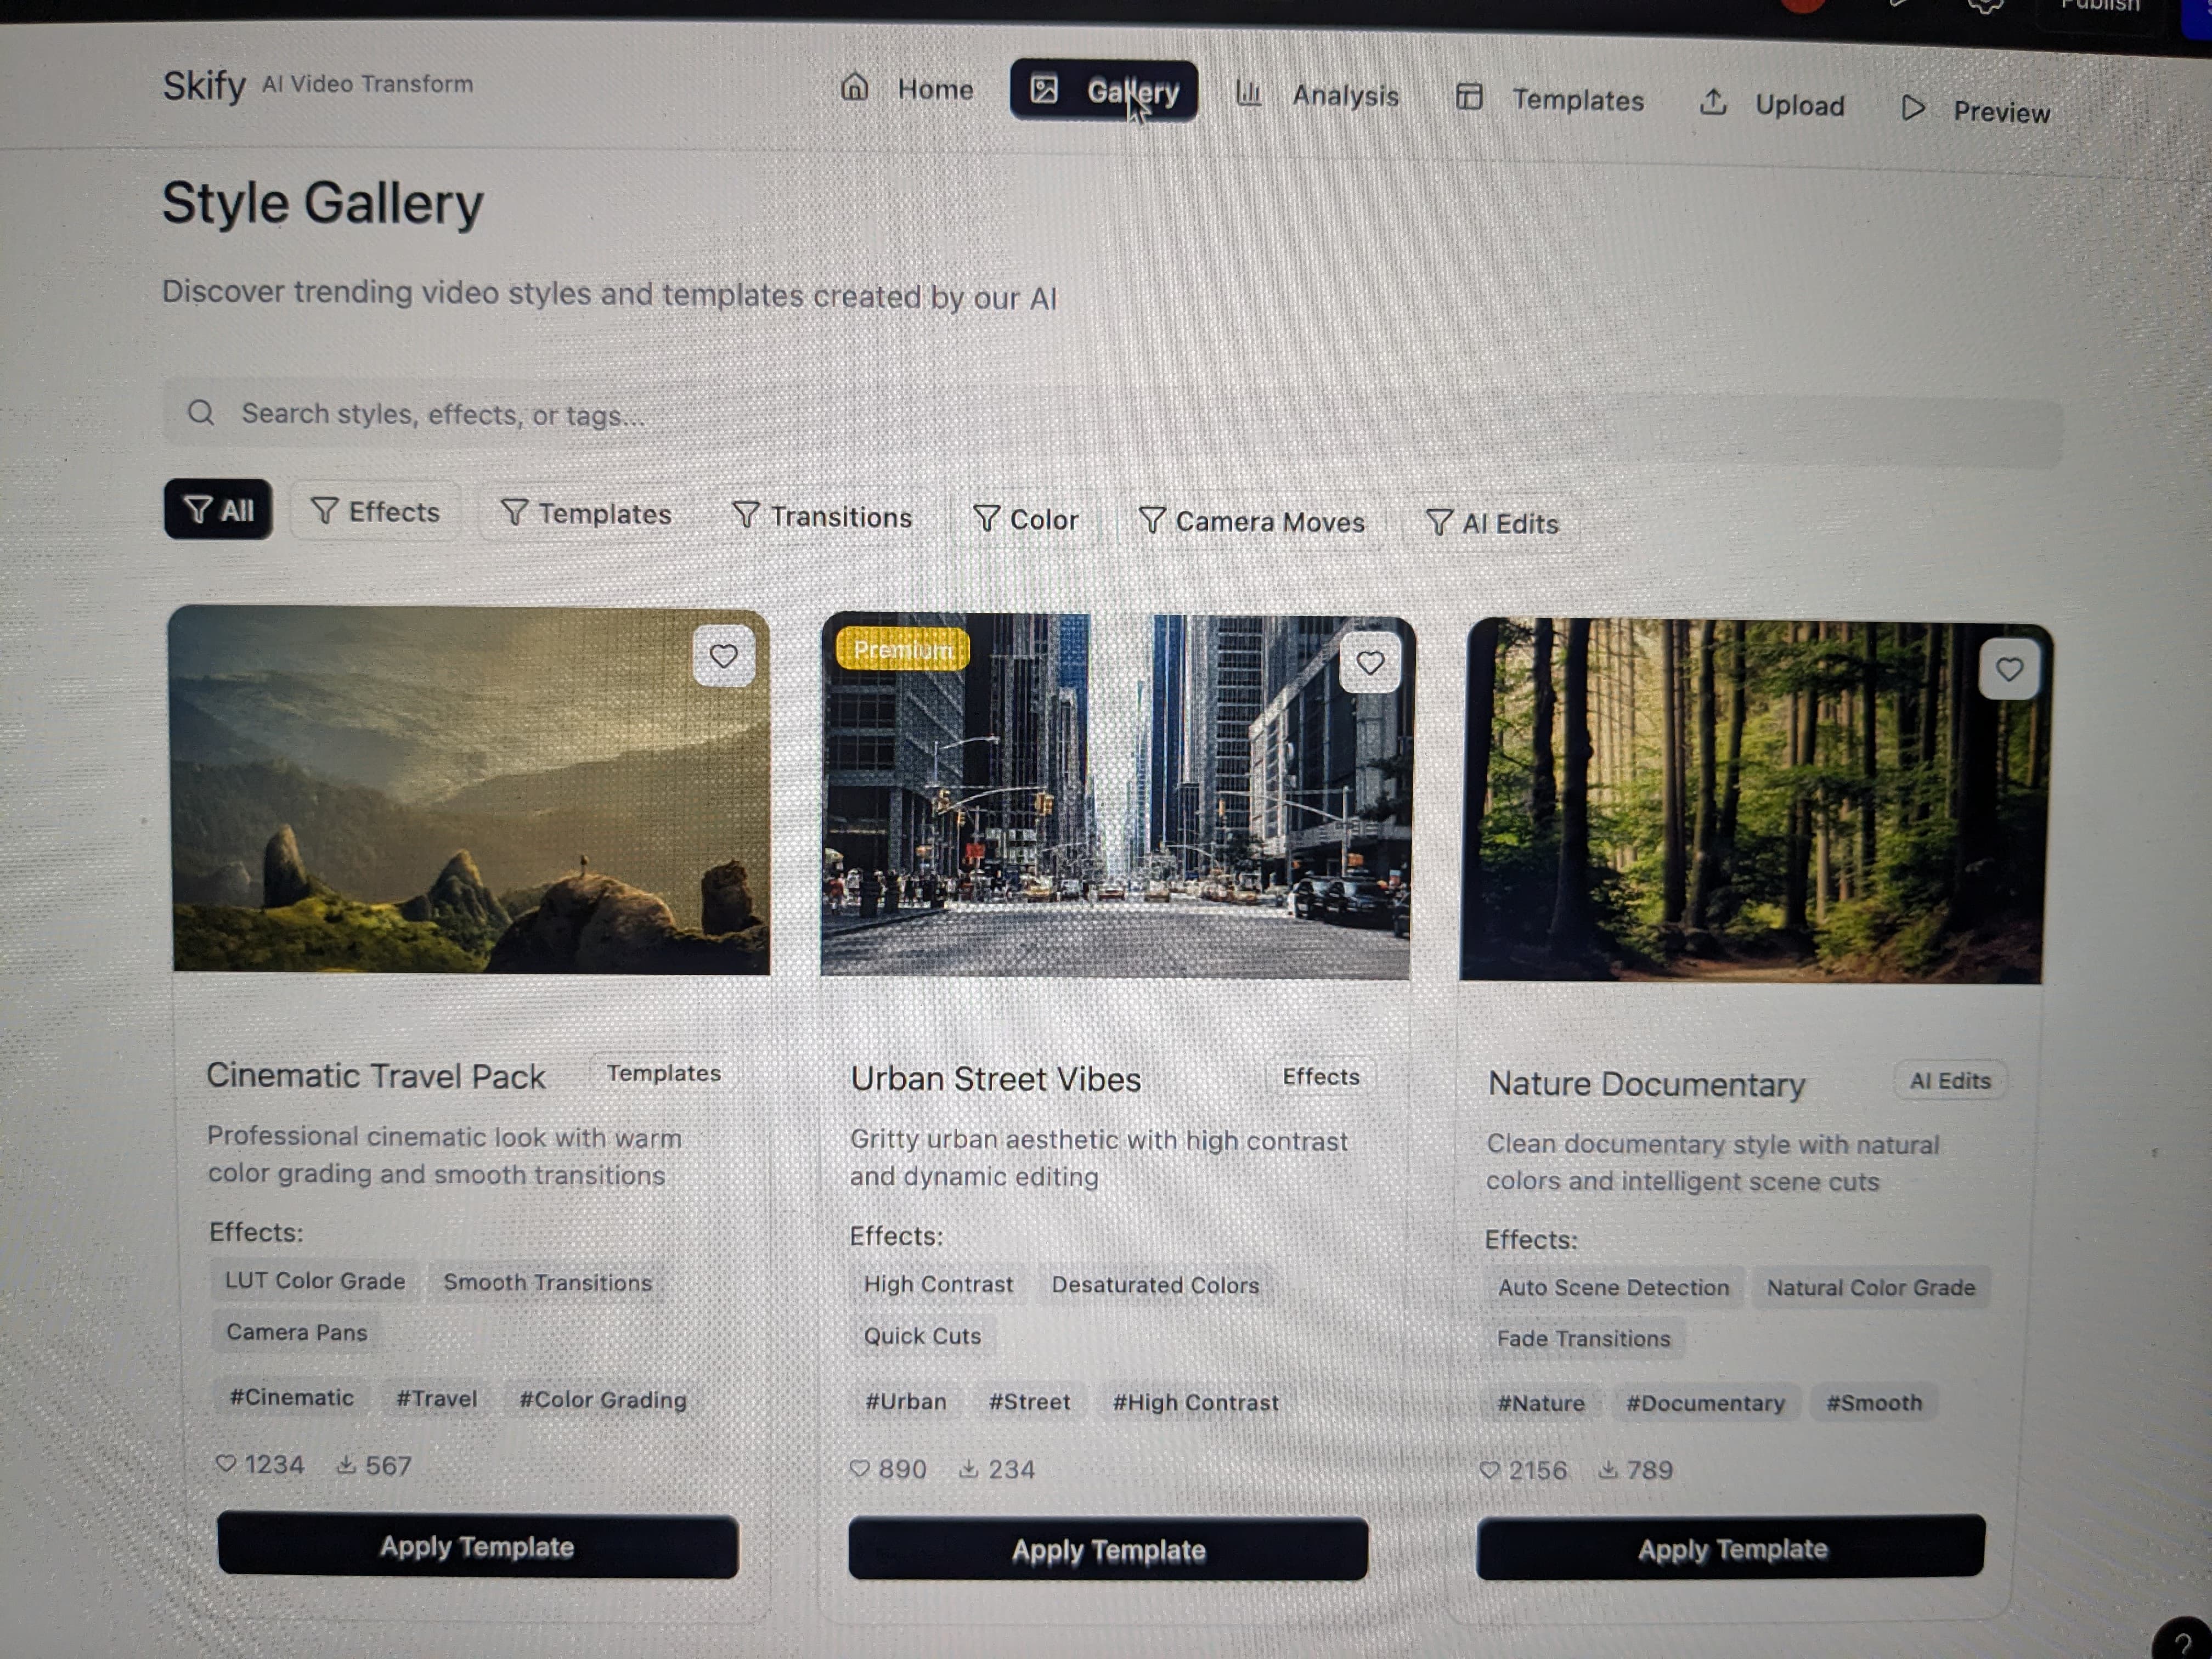 Publish
Skify AI Video Transform
Home Gallery Analysis Templates Upload Preview
Style Gallery
Discover trending video styles and templates created by our AI
Search styles, effects, or tags...
All Effects Templates Transitions Color Camera Moves AI Edits
Cinematic Travel Pack Templates
Professional cinematic look with warm
color grading and smooth transitions
Effects:
LUT Color Grade Smooth Transitions
Camera Pans
#Cinematic #Travel #Color Grading
1234 567
Apply Template
Premium
Urban Street Vibes Effects
Gritty urban aesthetic with high contrast
and dynamic editing
Effects:
High Contrast Desaturated Colors
Quick Cuts
#Urban #Street #High Contrast
890 234
Apply Template
Nature Documentary AI Edits
Clean documentary style with natural
colors and intelligent scene cuts
Effects:
Auto Scene Detection Natural Color Grade
Fade Transitions
#Nature #Documentary #Smooth
2156 789
Apply Template
?